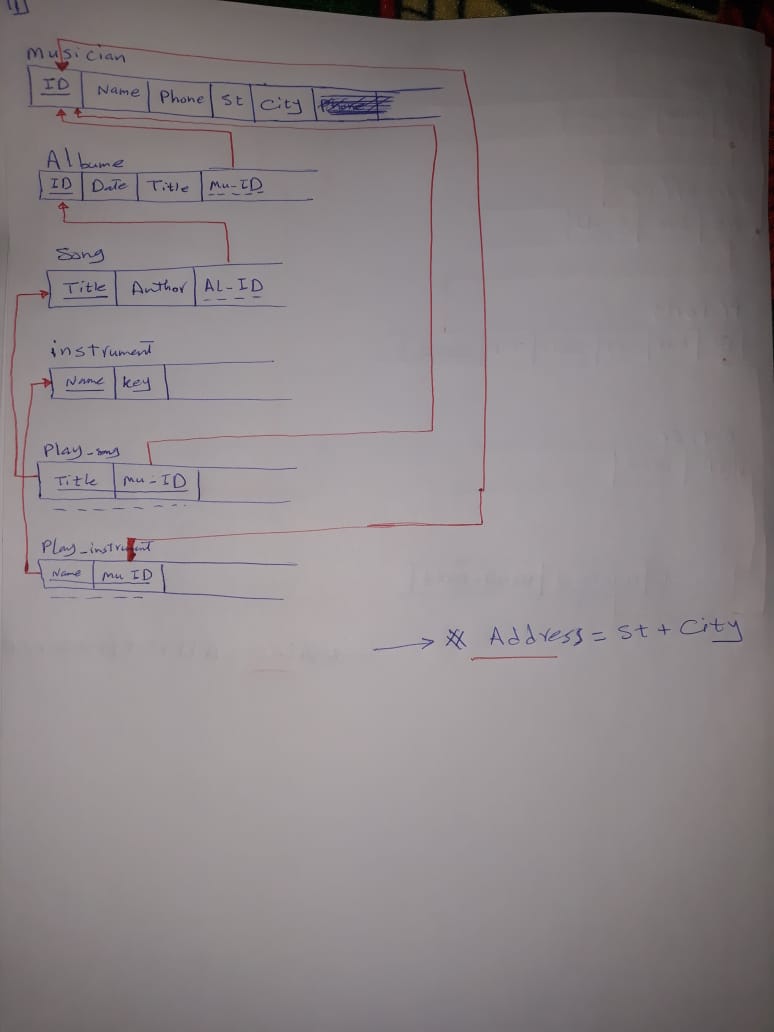 1)
Musician
ID Name Phone St City
Albume
ID Date Title Mu-ID
Song
Title Author AL-ID
instrument
Name key
Play-song
Title Mu-ID
Play-instrument
Name Mu ID
Address = St + City